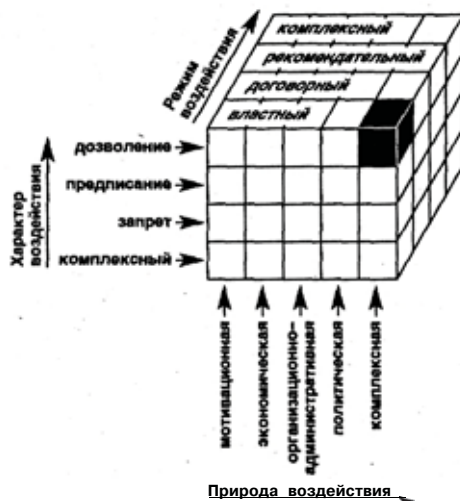 Режим
воздействия
комплексный
рекомендательный
договорный
властный
Характер
воздействия
дозволение
предписание
запрет
комплексный
мотивационная
экономическая
организационно-
административная
политическая
комплексная
Природа воздействия